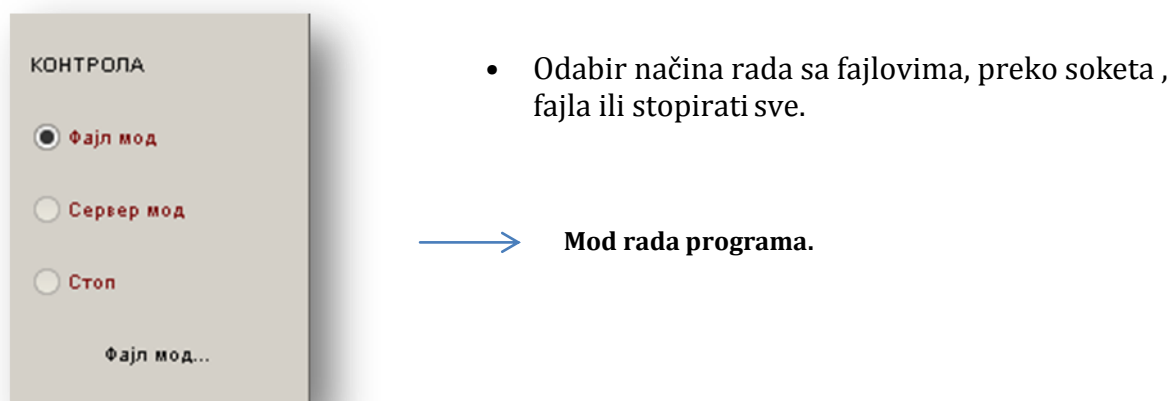 КОНТРОЛА
Фајл мод
Сервер мод
Стоп
Фајл мод...
• Odabir načina rada sa fajlovima, preko soketa ,
fajla ili stopirati sve.
Mod rada programa.